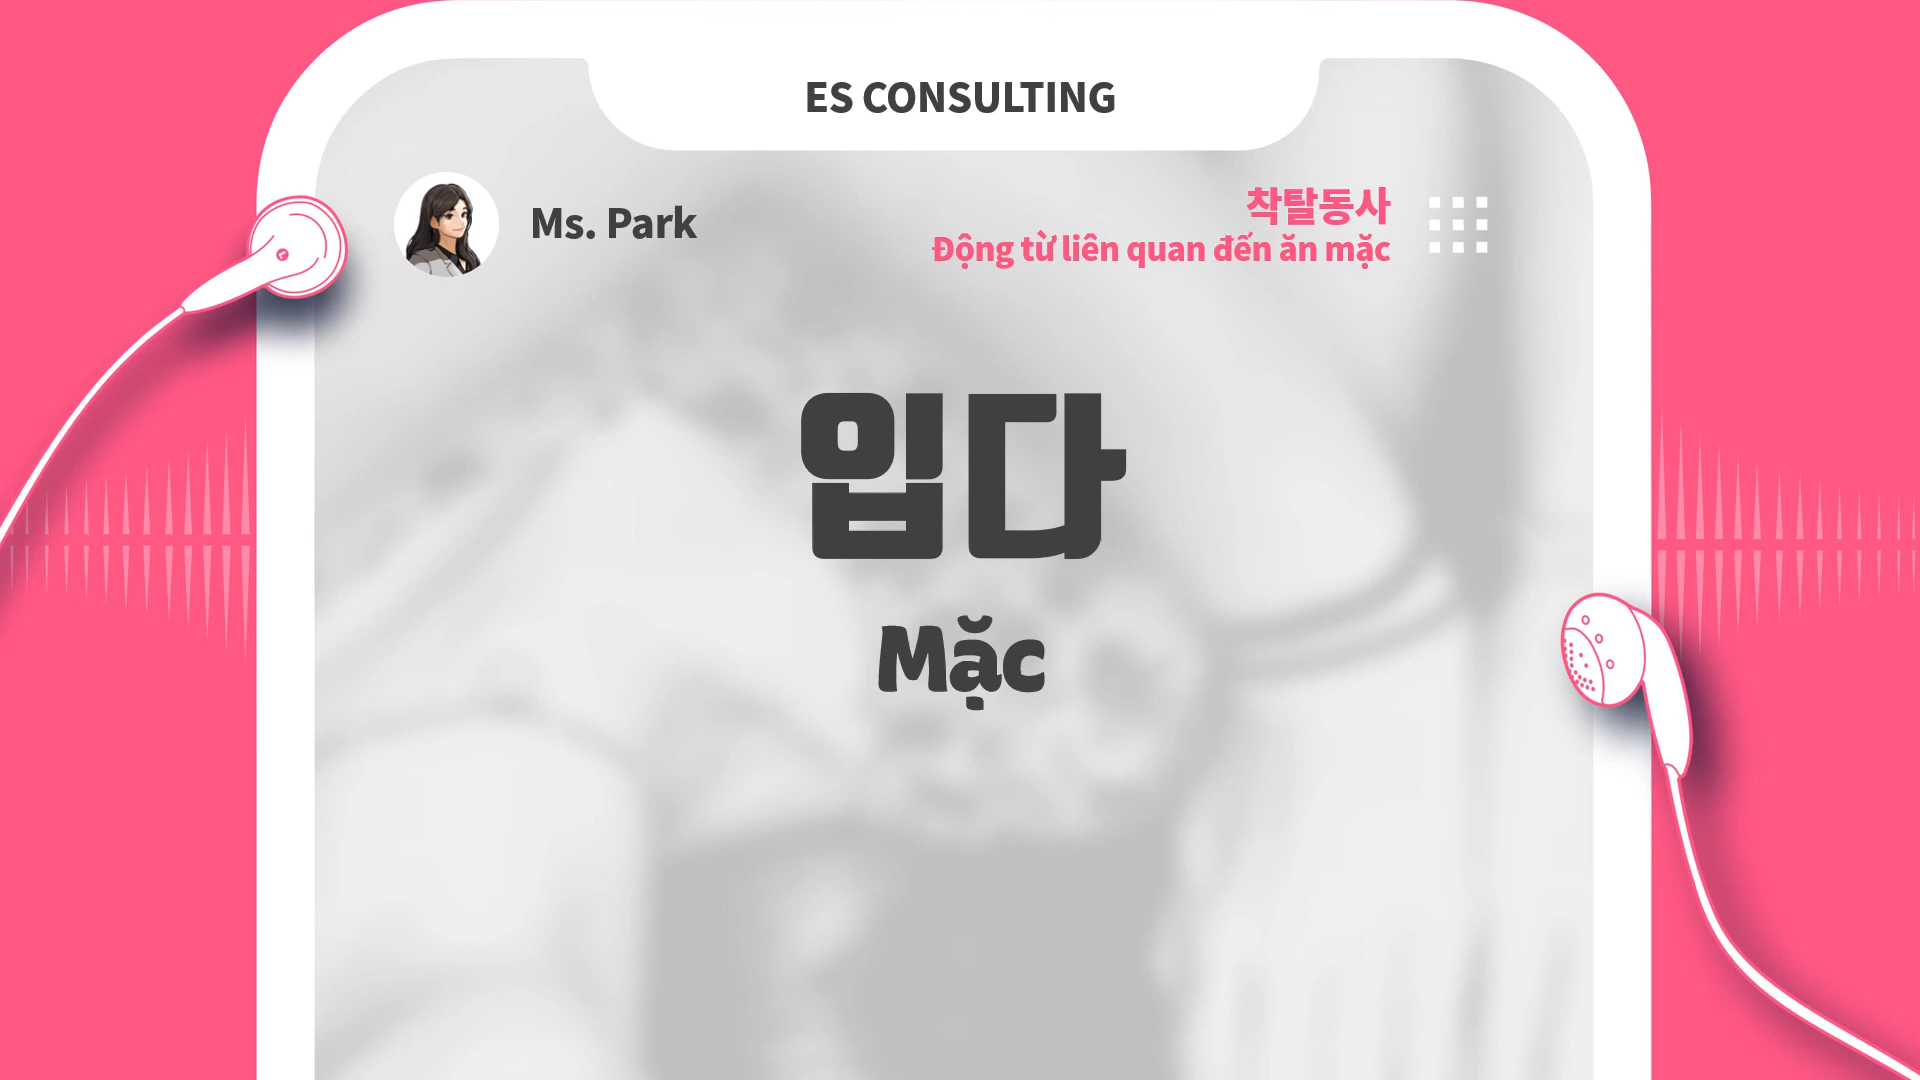 ES CONSULTING
Ms. Park
착탈동사
Động từ liên quan đến ăn mặc
입다
Mặc